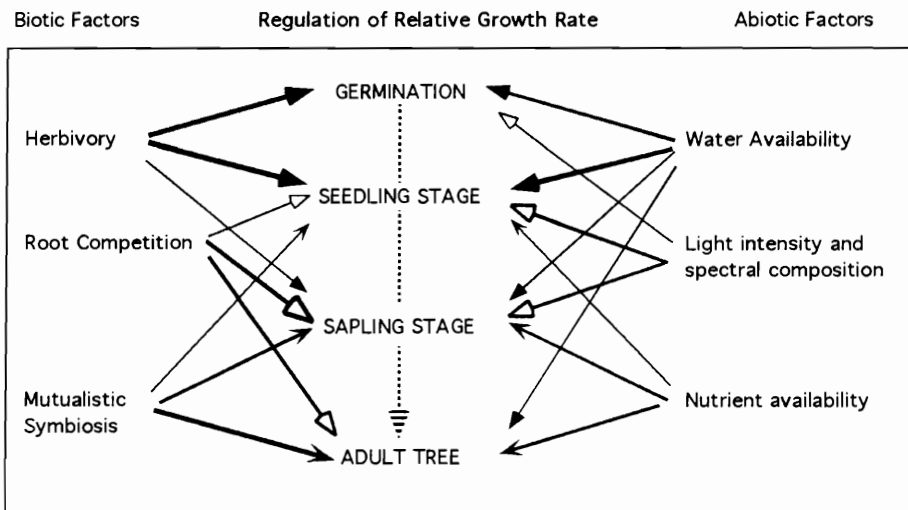 Biotic Factors
Regulation of Relative Growth Rate
Abiotic Factors
GERMINATION
Herbivory
Water Availability
SEEDLING STAGE
Root Competition
Light intensity and
spectral composition
SAPLING STAGE
Mutualistic
Symbiosis
Nutrient availability
ADULT TREE